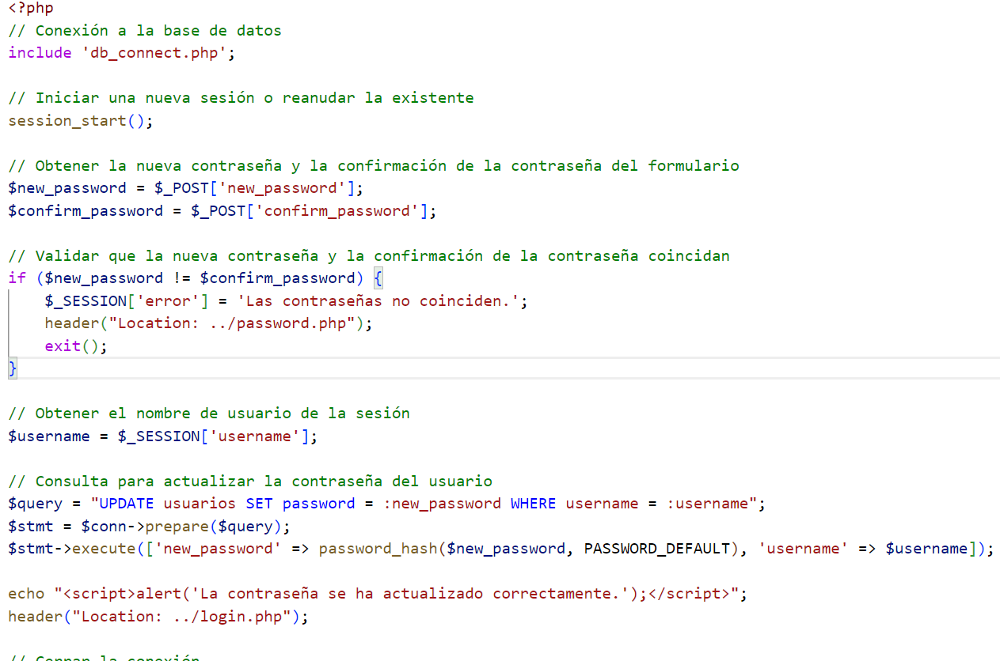 <?php
// Conexión a la base de datos
include 'db_connect.php';
// Iniciar una nueva sesión o reanudar la existente
session_start();
// Obtener la nueva contraseña y la confirmación de la contraseña del formulario
$new_password = $_POST['new_password'];
$confirm_password = $_POST['confirm_password'];
// Validar que la nueva contraseña y la confirmación de la contraseña coincidan
if ($new_password != $confirm_password) {
    $_SESSION['error'] = 'Las contraseñas no coinciden.';
    header("Location: ../password.php");
    exit();
}
// Obtener el nombre de usuario de la sesión
$username = $_SESSION['username'];
// Consulta para actualizar la contraseña del usuario
$query = "UPDATE usuarios SET password = :new_password WHERE username = :username";
$stmt = $conn->prepare($query);
$stmt->execute(['new_password' => password_hash($new_password, PASSWORD_DEFAULT), 'username' => $username]);
echo "<script>alert('La contraseña se ha actualizado correctamente.');</script>";
header("Location: ../login.php");
// Cerrar la conexión